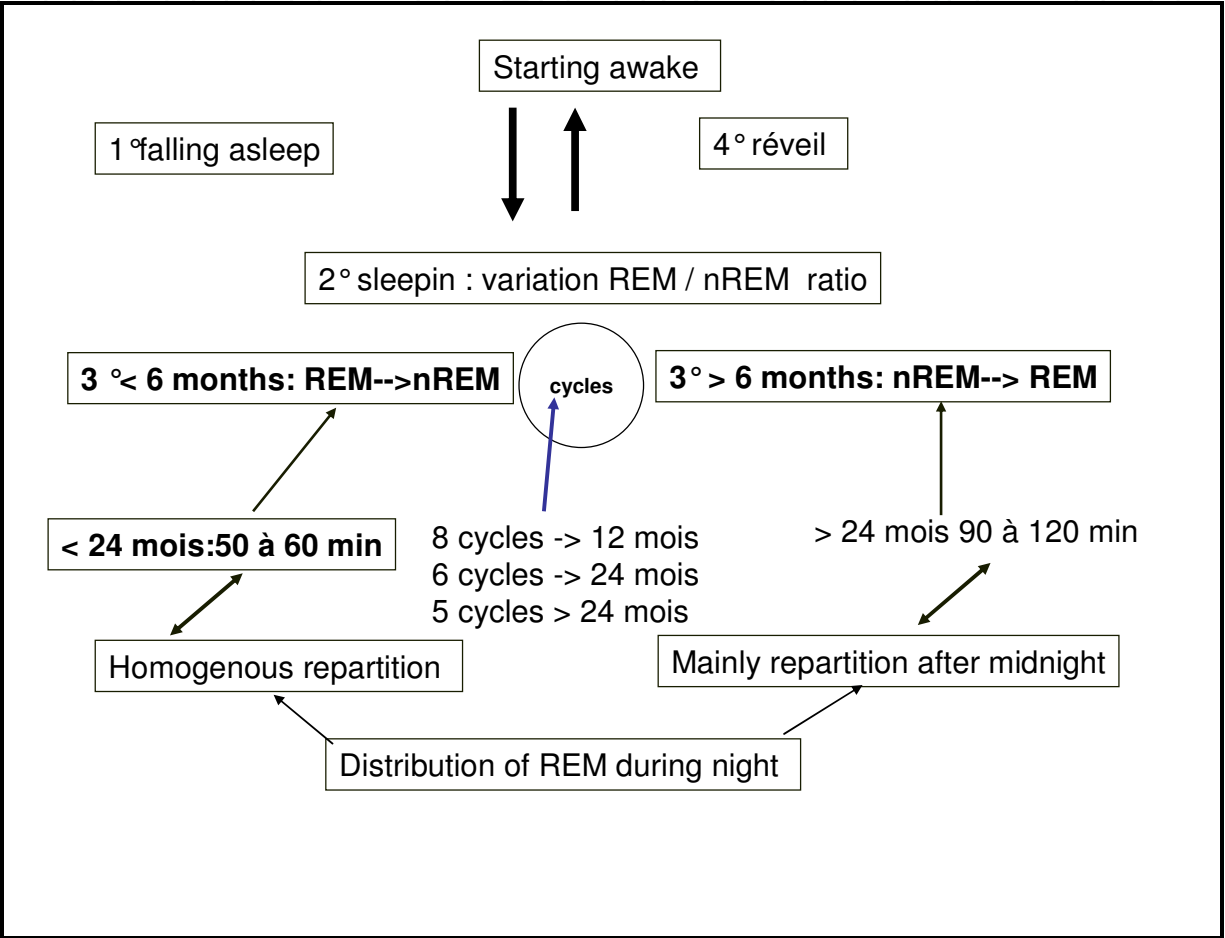 Starting awake
1°falling asleep
4° réveil
2° sleepin : variation REM / nREM ratio
3 °< 6 months: REM-->nREM
cycles
3° > 6 months: nREM--> REM
< 24 mois:50 à 60 min
8 cycles -> 12 mois
6 cycles -> 24 mois
5 cycles > 24 mois
> 24 mois 90 à 120 min
Homogenous repartition
Mainly repartition after midnight
Distribution of REM during night